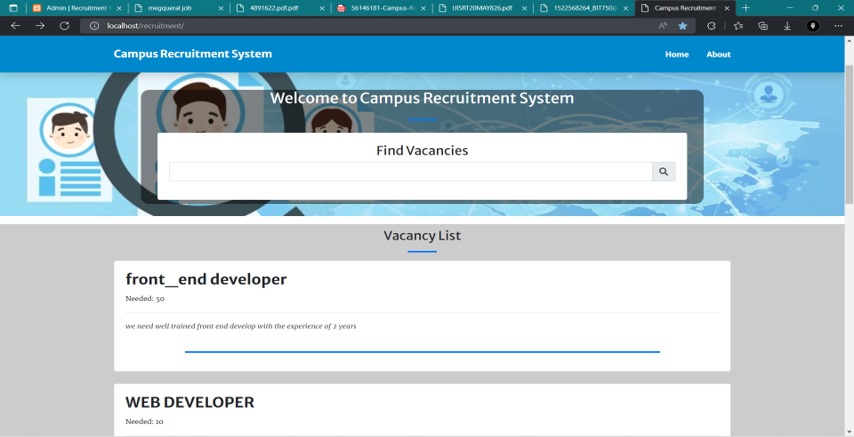 Admin | Recruitment
megqueral job
4891622.pdf.pdf
56146181-Campus-R
IJISRT20MAY826.pdf
1522568264_BIT750
Campus Recruitment
localhost/recruitment/
Campus Recruitment System
Home
About
Welcome to Campus Recruitment System
Find Vacancies
Vacancy List
front_end developer
Needed: 50
we need well trained front end develop with the experience of 2 years
WEB DEVELOPER
Needed: 10